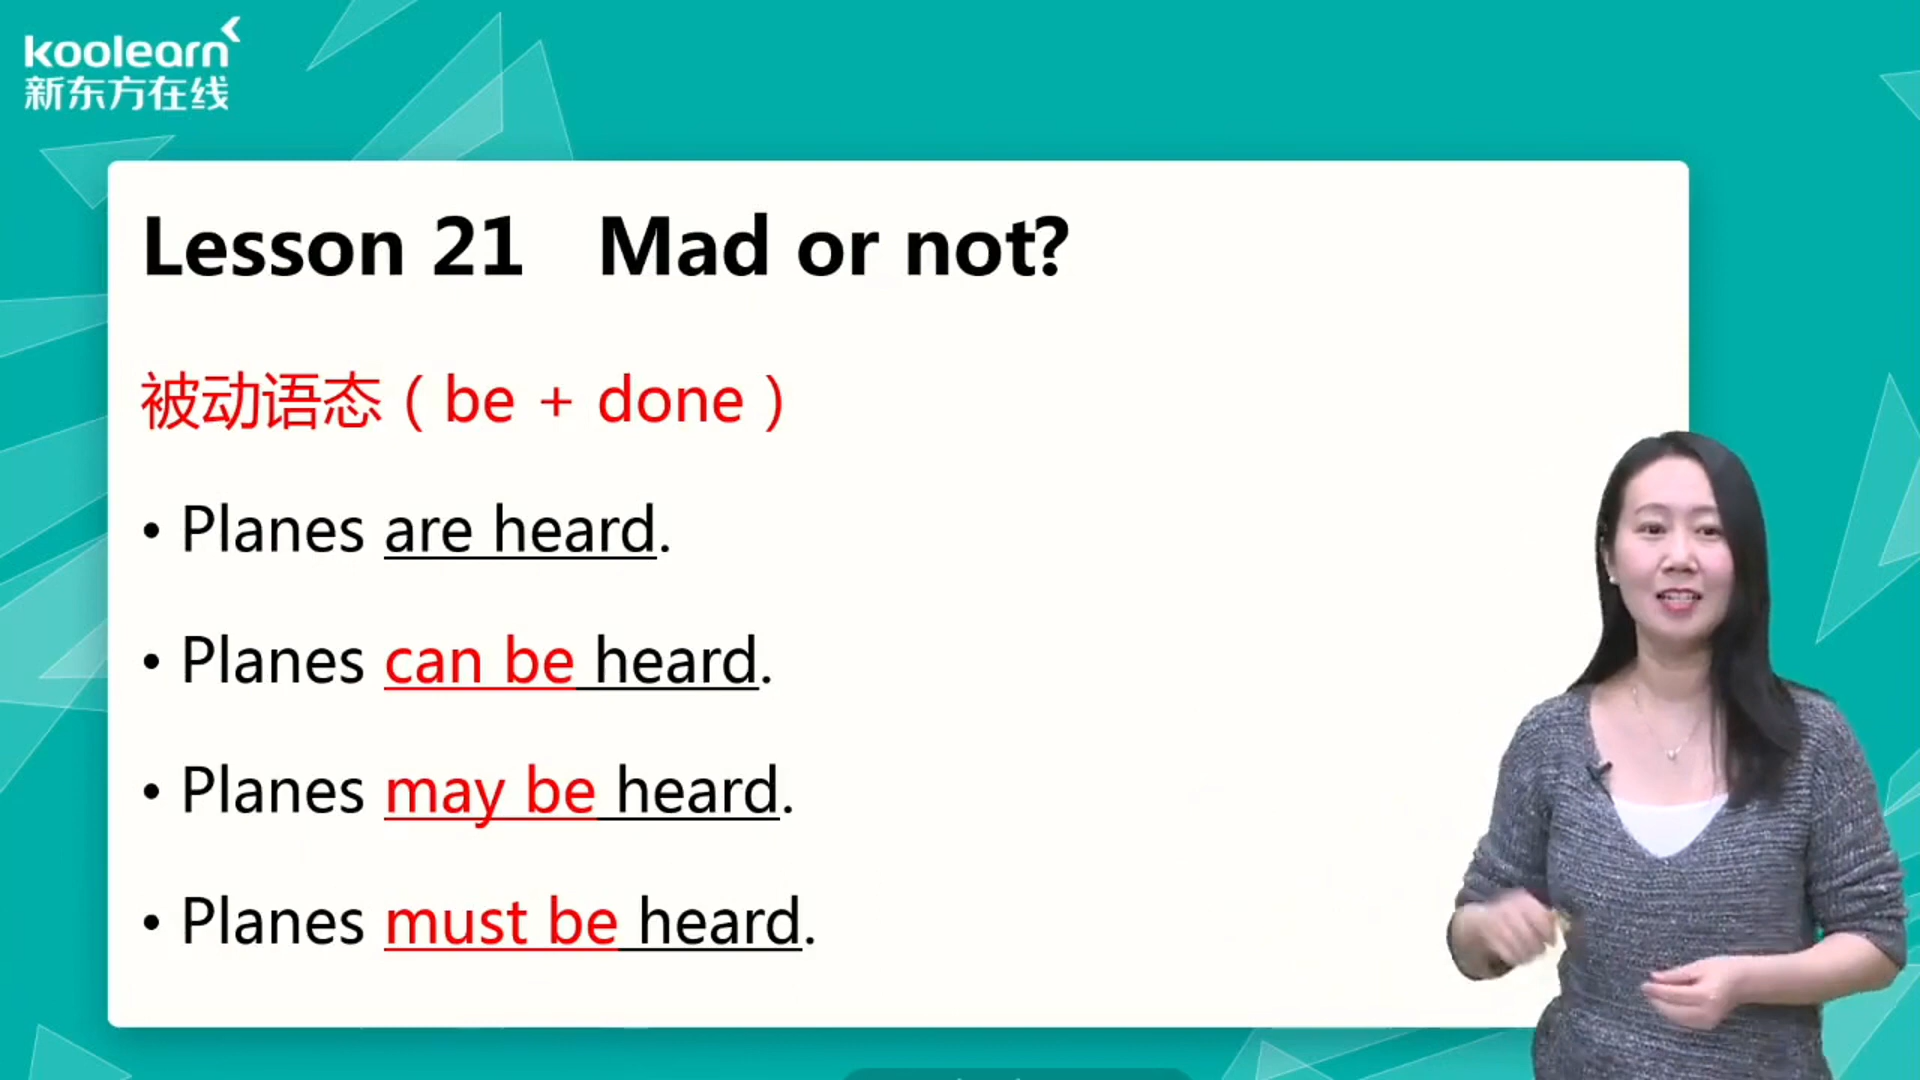 koolearn
新东方在线
Lesson 21 Mad or not?
被动语态（be + done）
• Planes are heard.
• Planes can be heard.
• Planes may be heard.
• Planes must be heard.